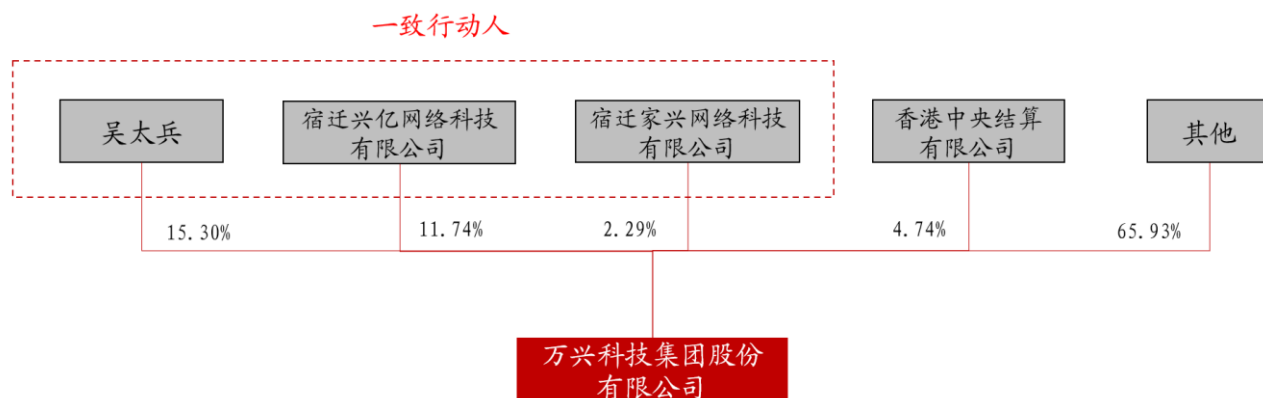 一致行动人
吴太兵
宿迁兴亿网络科技
有限公司
宿迁家兴网络科技
有限公司
香港中央结算
有限公司
其他
15.30%
11.74%
2.29%
4.74%
65.93%
万兴科技集团股份
有限公司